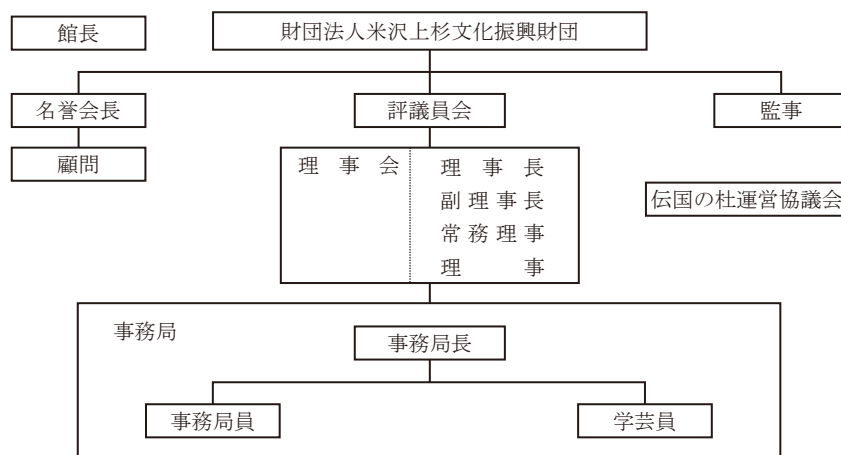 館長
財団法人米沢上杉文化振興財団
名誉会長
評議員会
監事
顧問
理事会
理事長
副理事長
常務理事
理事
伝国の杜運営協議会
事務局
事務局長
事務局員
学芸員